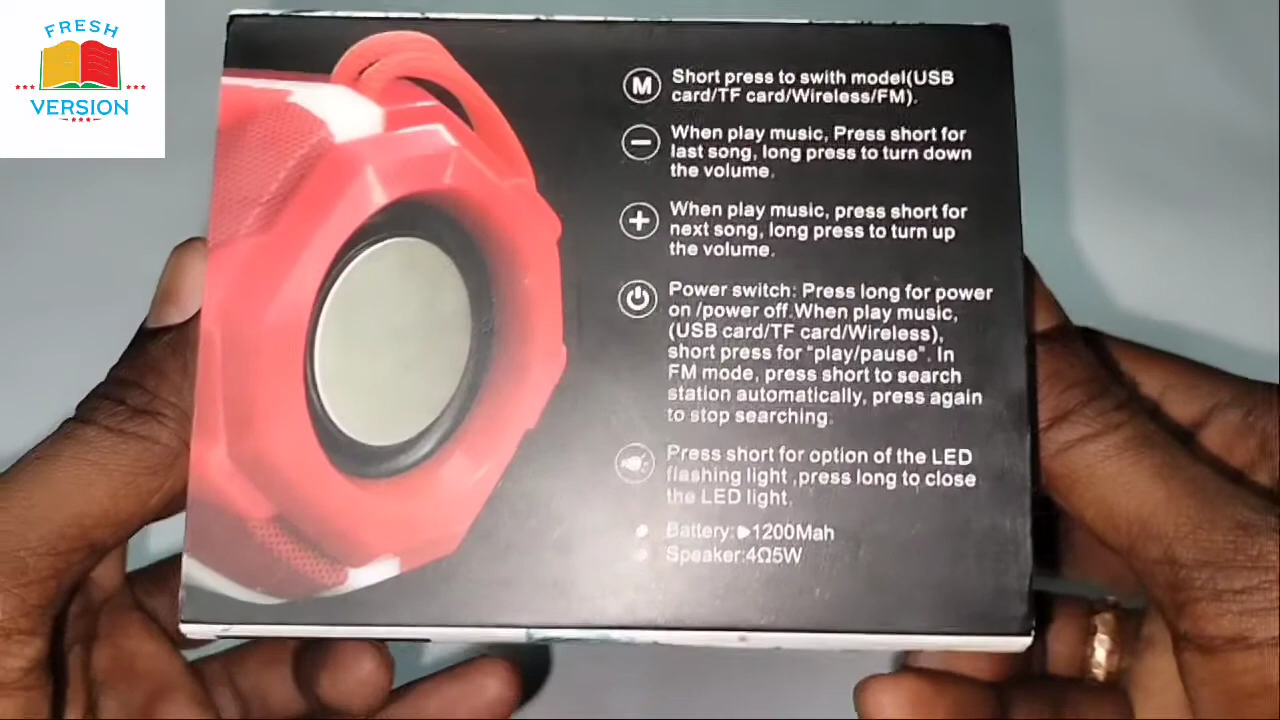 FRESH
VERSION
M
Short press to swith model(USB
card/TF card/Wireless/FM).
When play music, Press short for
last song, long press to turn down
the volume.
When play music, press short for
next song, long press to turn up
the volume.
Power switch: Press long for power
on /power off.When play music,
(USB card/TF card/Wireless),
short press for "play/pause". In
FM mode, press short to search
station automatically, press again
to stop searching.
Press short for option of the LED
flashing light ,press long to close
the LED light.
Battery:▶1200Mah
Speaker:4Ω5W